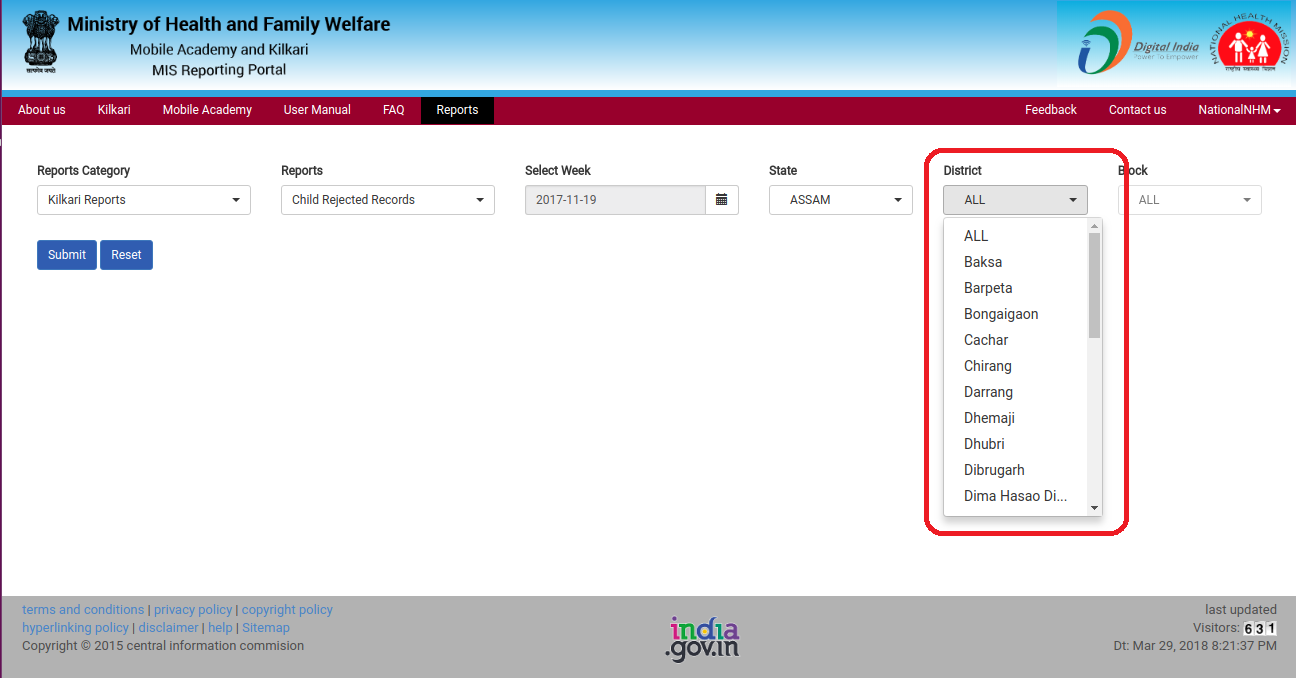 Ministry of Health and Family Welfare
Mobile Academy and Kilkari
MIS Reporting Portal
सत्यमेव जयते
Digital India
Power To Empower
NATIONAL HEALTH MISSION
राष्ट्रीय स्वास्थ्य मिशन
About us Kilkari Mobile Academy User Manual FAQ Reports Feedback Contact us NationalNHM
Reports Category Reports Select Week State District Block
Kilkari Reports Child Rejected Records 2017-11-19 ASSAM ALL ALL
Submit Reset
ALL
Baksa
Barpeta
Bongaigaon
Cachar
Chirang
Darrang
Dhemaji
Dhubri
Dibrugarh
Dima Hasao Di...
terms and conditions | privacy policy | copyright policy
hyperlinking policy | disclaimer | help | Sitemap
Copyright © 2015 central information commision
india
.gov.in
last updated
Visitors: 631
Dt: Mar 29, 2018 8:21:37 PM